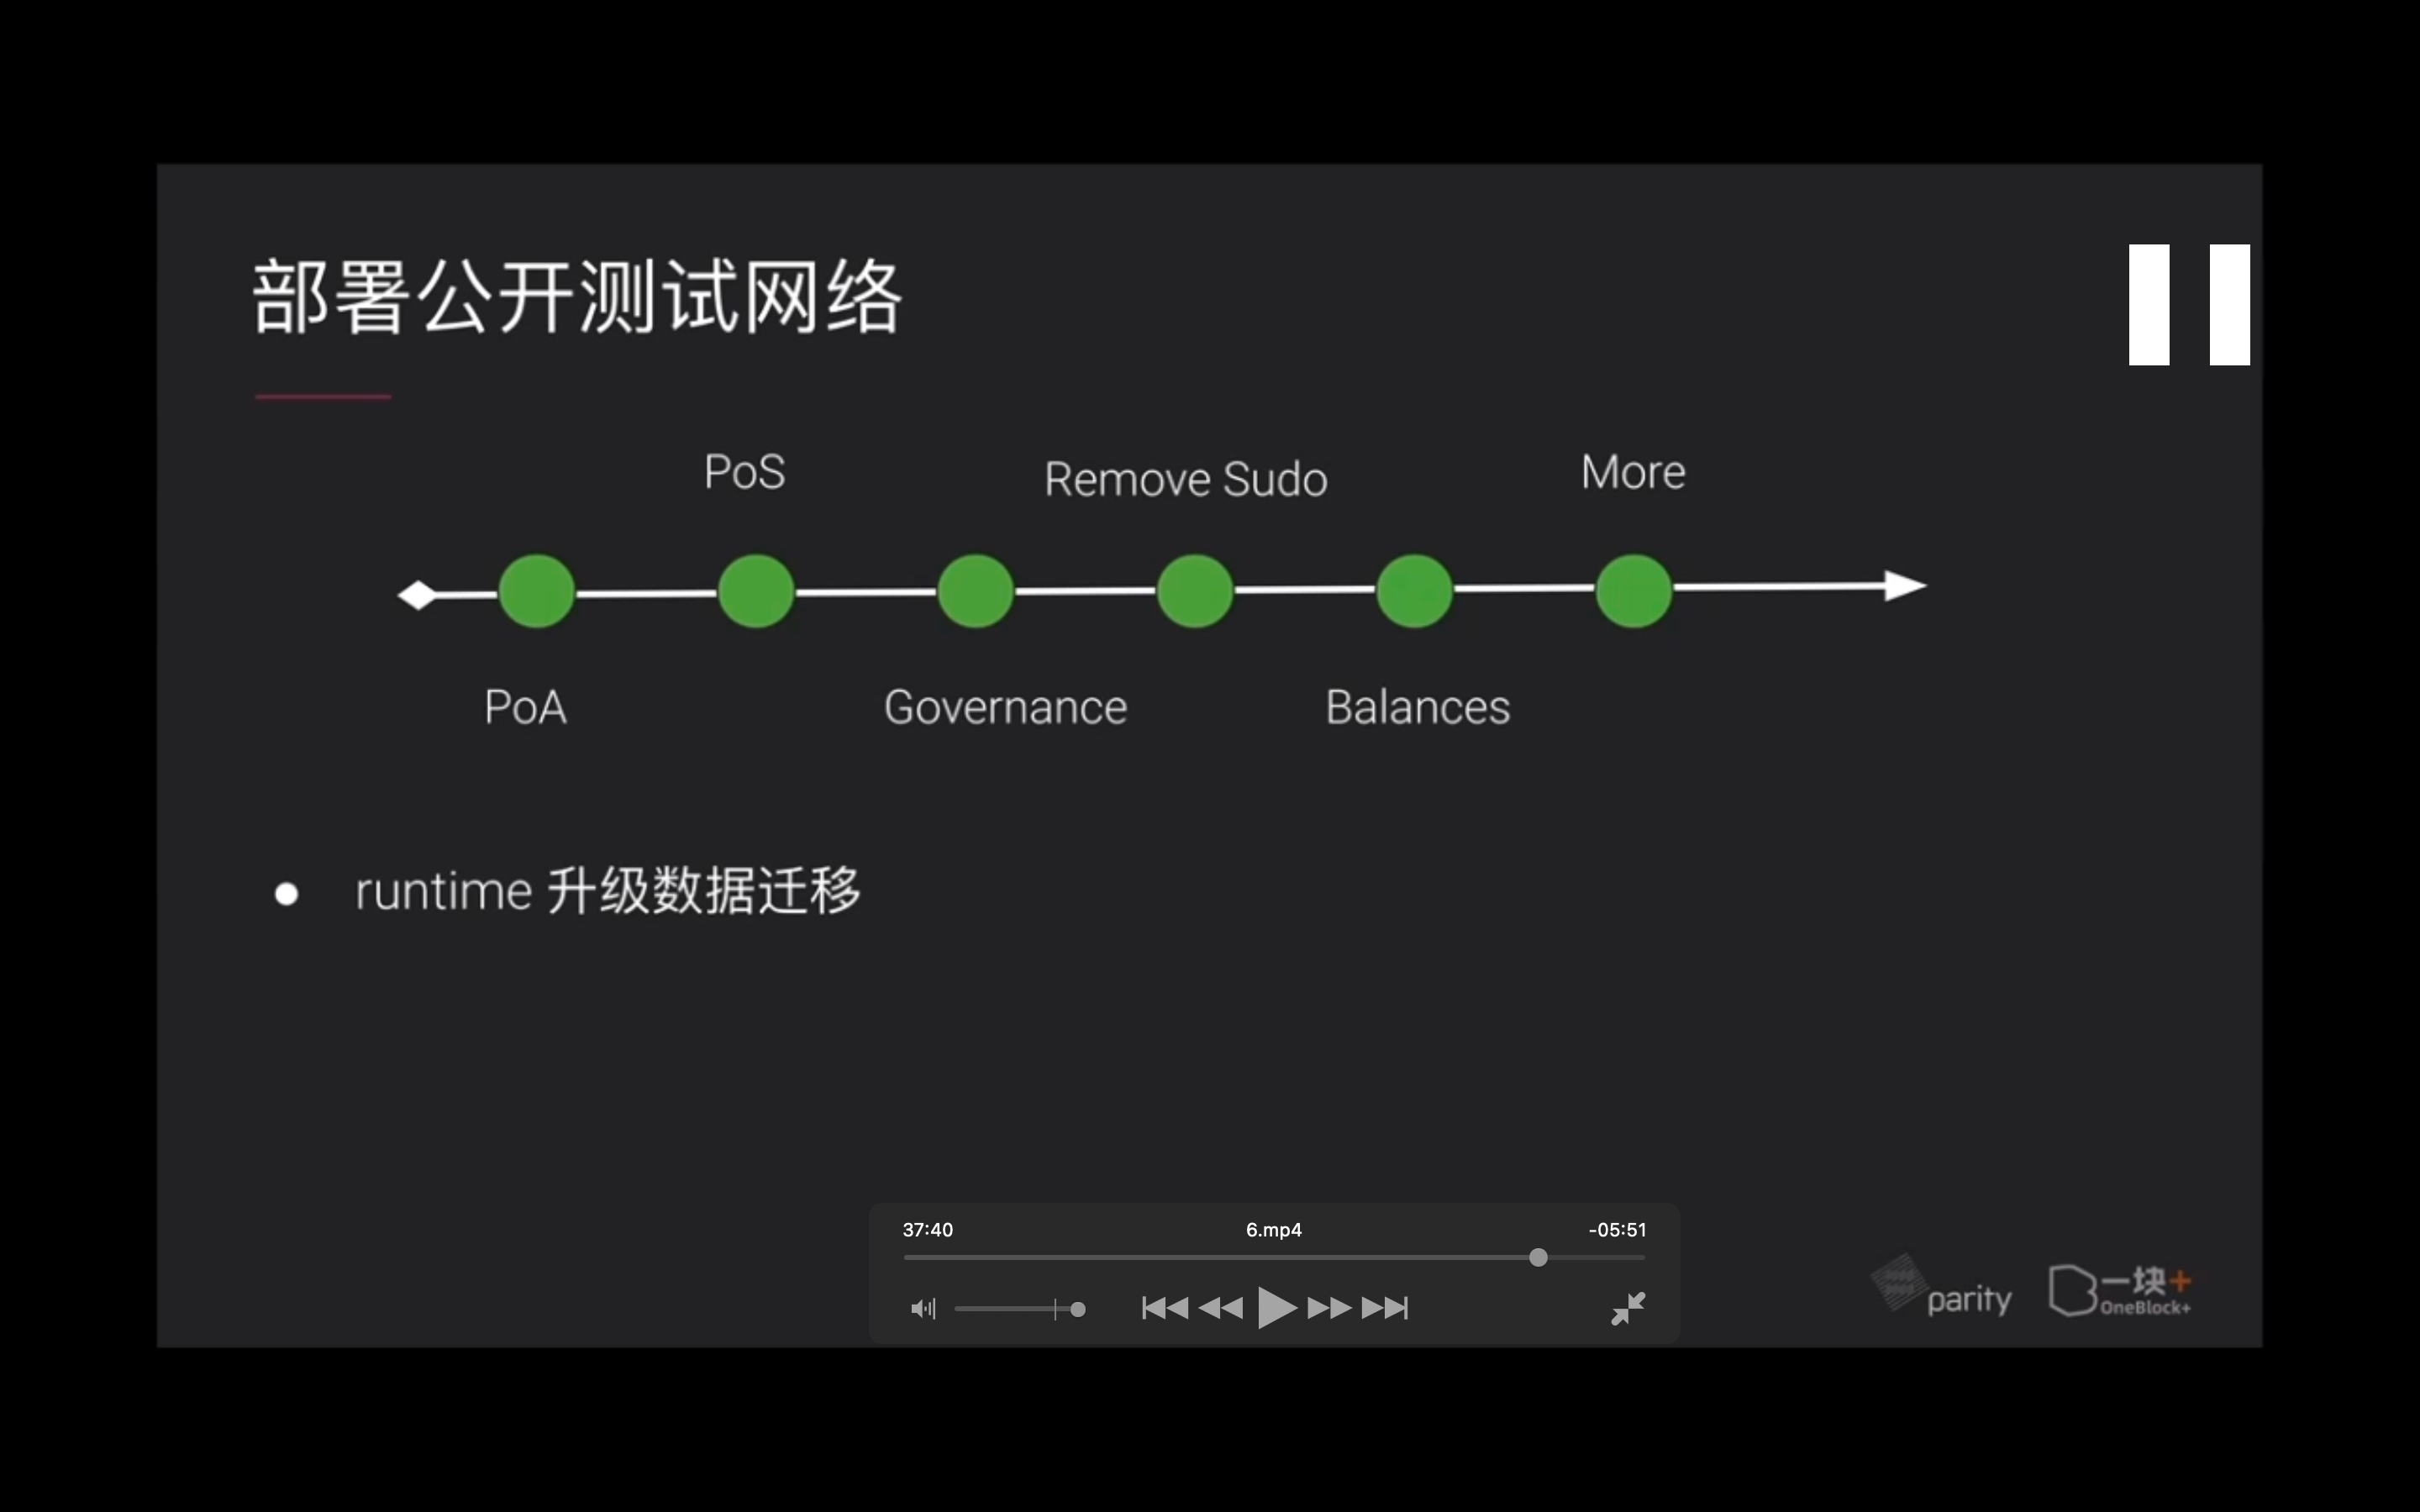 部署公开测试网络
PoS
Remove Sudo
More
PoA
Governance
Balances
runtime 升级数据迁移
37:40
6.mp4
-05:51
parity
一块+
OneBlock+